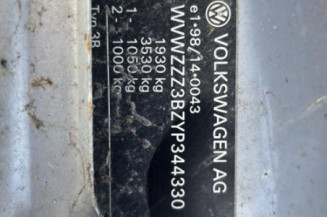 VOLKSWAGEN AG
e1*98/14*0043
WVWZZZ3BZYP344330
1930 kg
3530 kg
1 - 1050 kg
2 - 1000 kg
Typ 3B